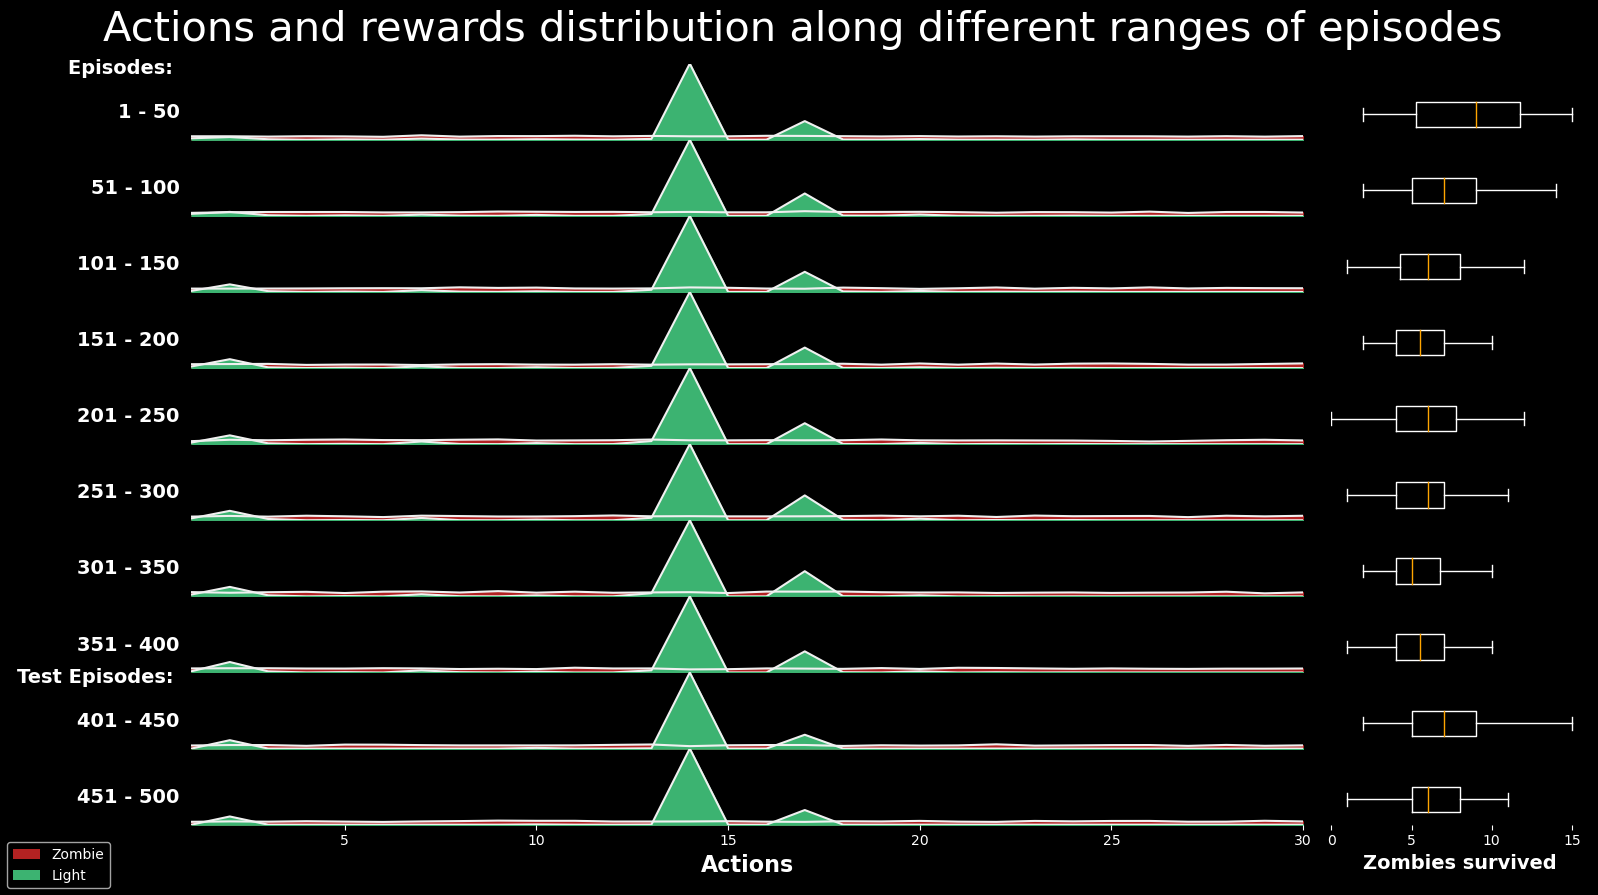 Actions and rewards distribution along different ranges of episodes
Episodes:
1 - 50
51 - 100
101 - 150
151 - 200
201 - 250
251 - 300
301 - 350
351 - 400
Test Episodes:
401 - 450
451 - 500
5 10 15 20 25 30
Actions
0 5 10 15
Zombies survived
Zombie
Light